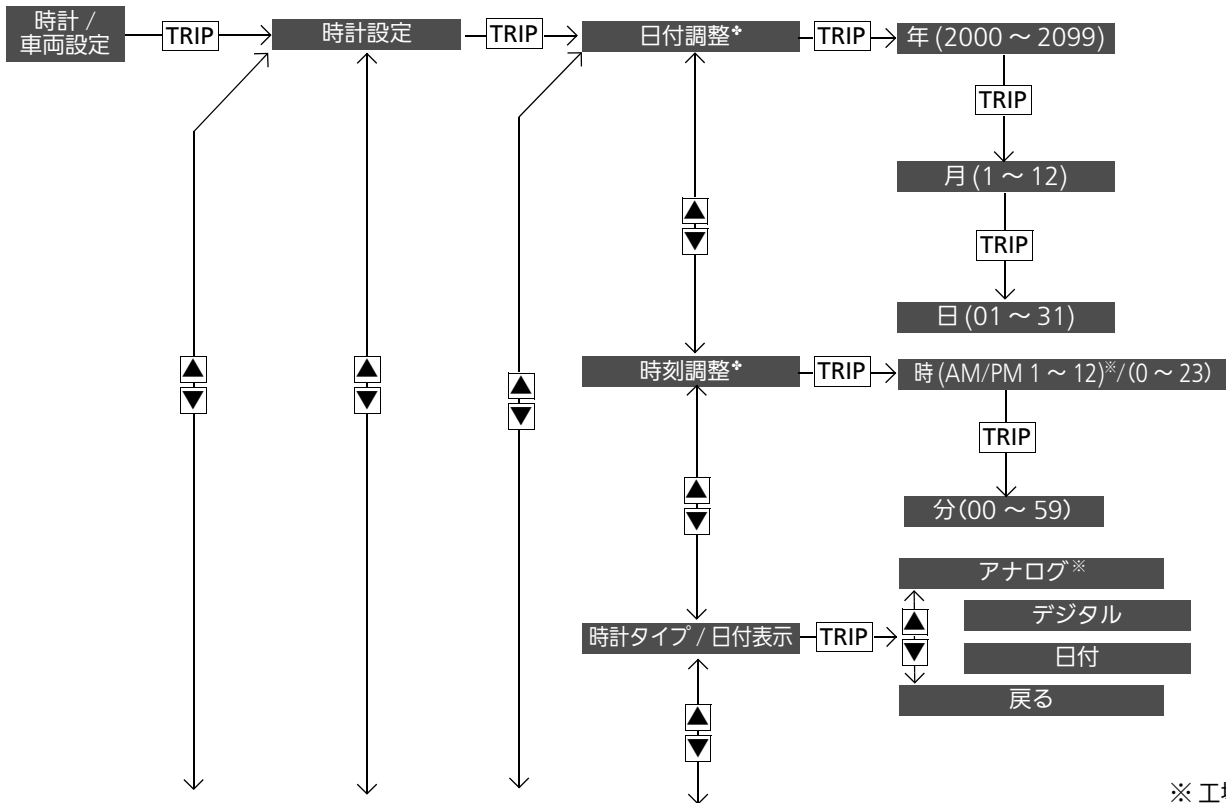 時計 /
車両設定
TRIP
時計設定
TRIP
日付調整✤
TRIP
年 (2000 ～ 2099)
TRIP
月 (1 ～ 12)
▲
▼
TRIP
日 (01 ～ 31)
▲
▼
▲
▼
▲
▼
時刻調整✤
TRIP
時 (AM/PM 1 ～ 12)※/(0 ～ 23)
TRIP
▲
▼
分(00 ～ 59)
時計タイプ / 日付表示
TRIP
アナログ※
▲
▼
デジタル
日付
戻る
▲
▼
※ 工